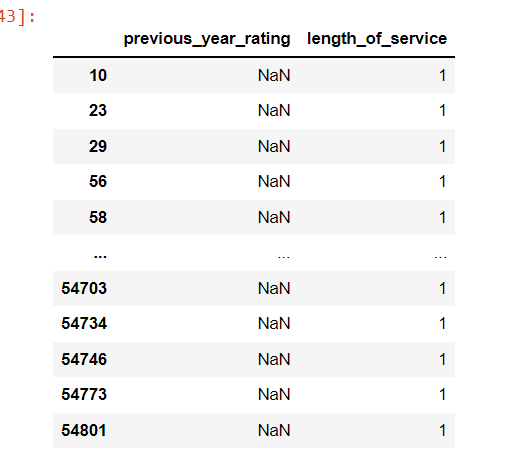 43]:
previous_year_rating length_of_service
10 NaN 1
23 NaN 1
29 NaN 1
56 NaN 1
58 NaN 1
... ... ...
54703 NaN 1
54734 NaN 1
54746 NaN 1
54773 NaN 1
54801 NaN 1